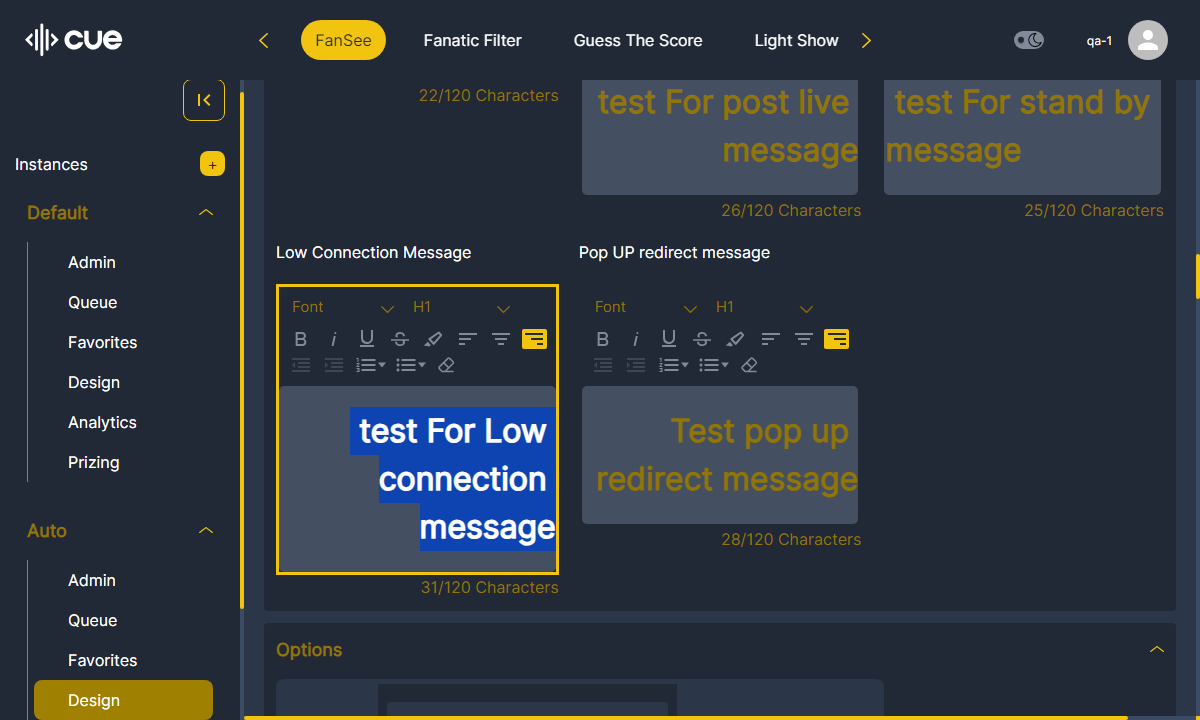 cue
FanSee
Fanatic Filter
Guess The Score
Light Show
qa-1
Instances
+
Default
Admin
Queue
Favorites
Design
Analytics
Prizing
Auto
Admin
Queue
Favorites
Design
22/120 Characters
test For post live
message
26/120 Characters
test For stand by
message
25/120 Characters
Low Connection Message
Font
H1
test For Low
connection
message
31/120 Characters
Pop UP redirect message
Font
H1
Test pop up
redirect message
28/120 Characters
Options